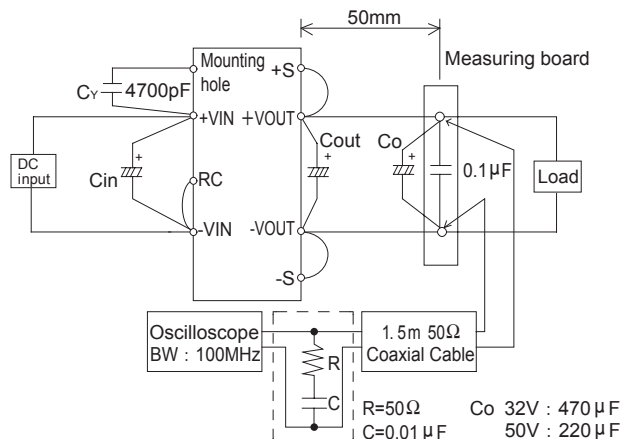 50mm
Measuring board
Mounting
hole
+S
CY 4700pF
+VIN +VOUT
Cout
+
Co
+
0.1μF
DC
input
Cin
+
RC
Load
-VIN -VOUT
-S
Oscilloscope
BW : 100MHz
R
C
1.5m 50Ω
Coaxial Cable
R=50Ω
C=0.01μF
Co 32V : 470μF
50V : 220μF